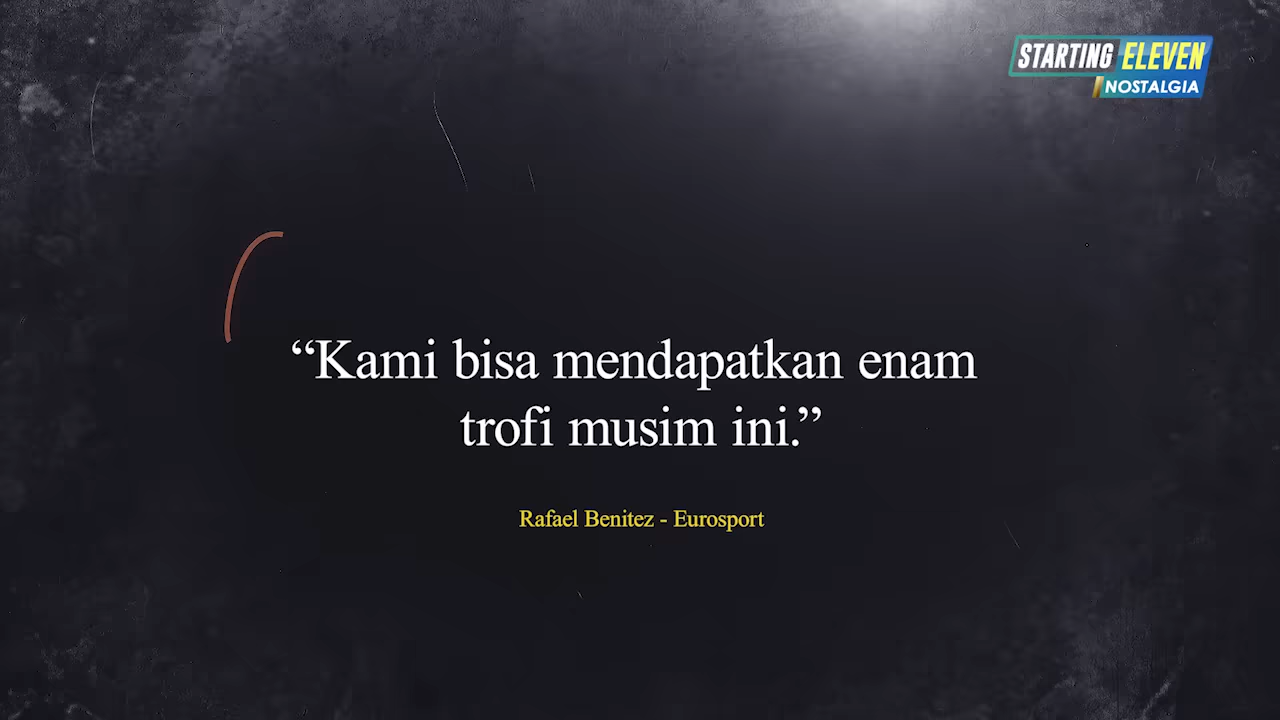 STARTING ELEVEN
NOSTALGIA
“Kami bisa mendapatkan enam
trofi musim ini.”
Rafael Benitez - Eurosport